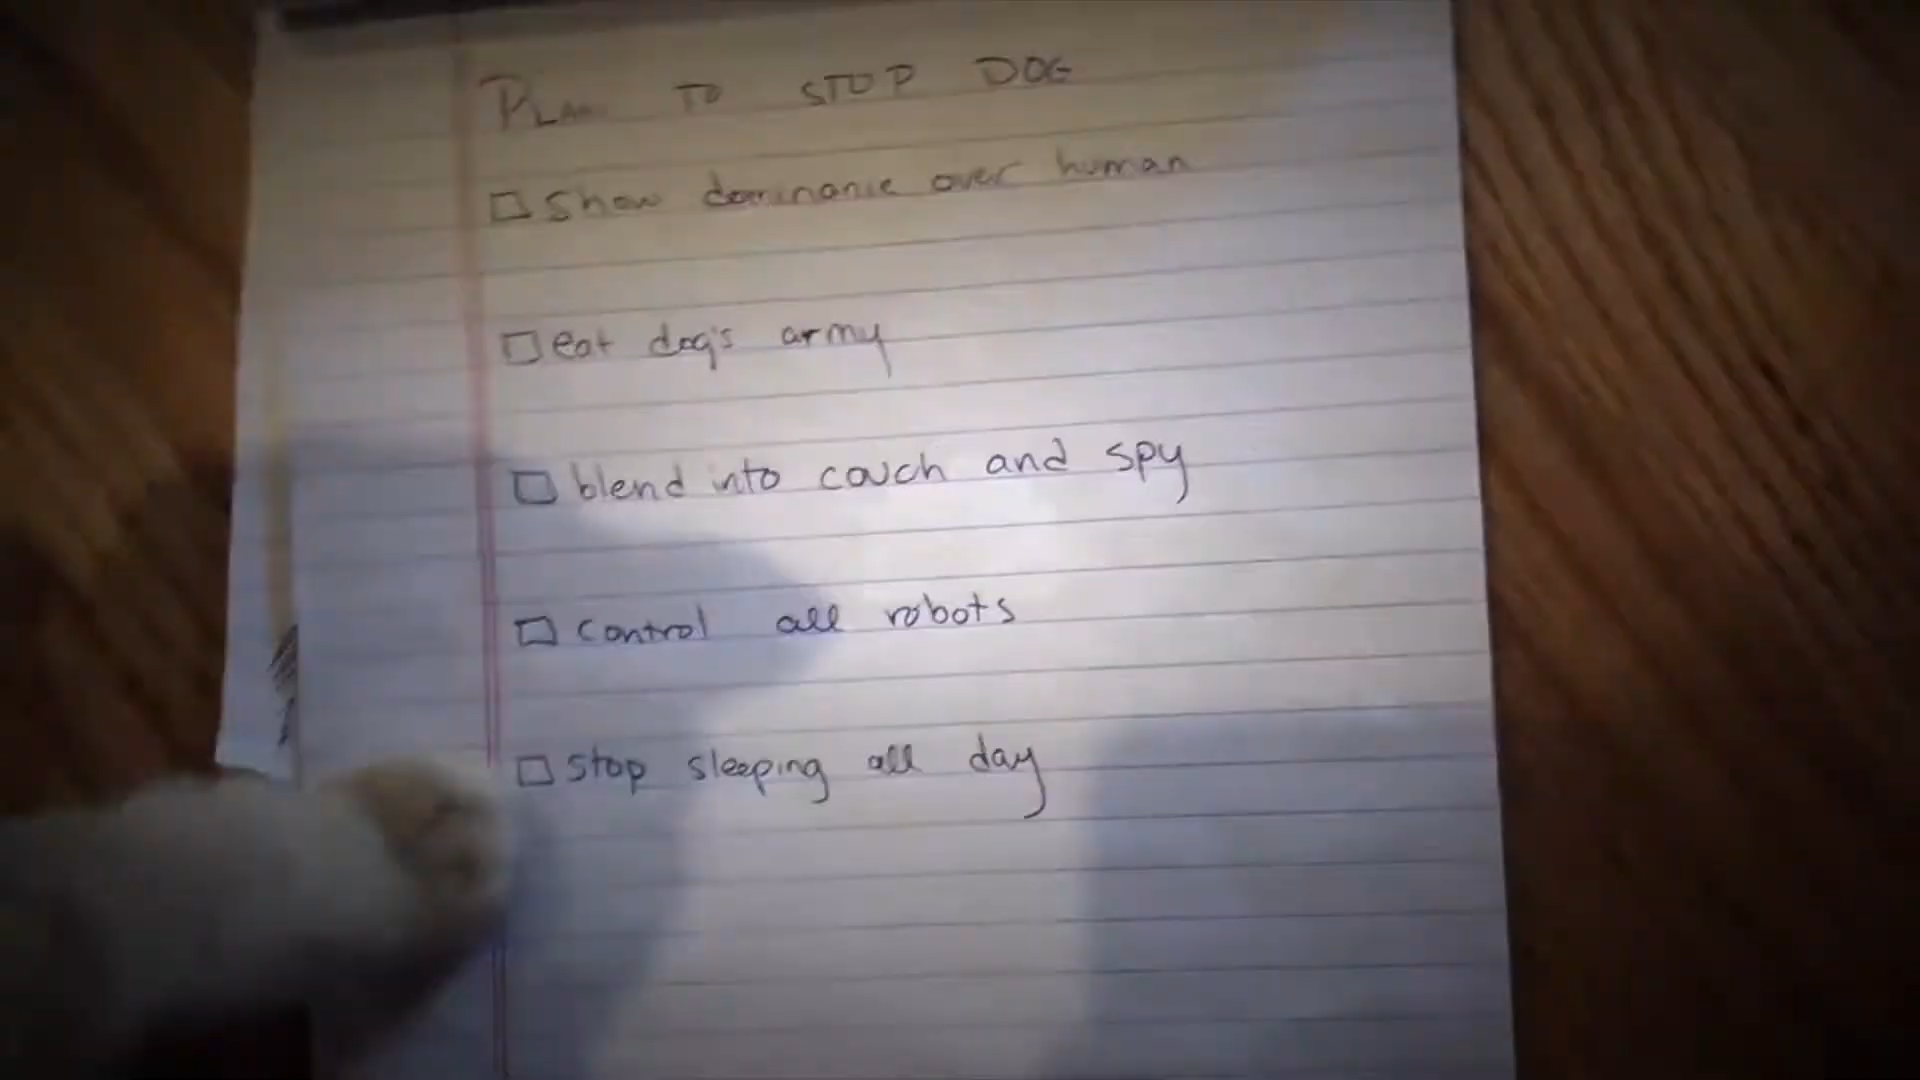 PLAN TO STOP DOG
show dominance over human
eat dog's army
blend into couch and spy
control all robots
stop sleeping all day